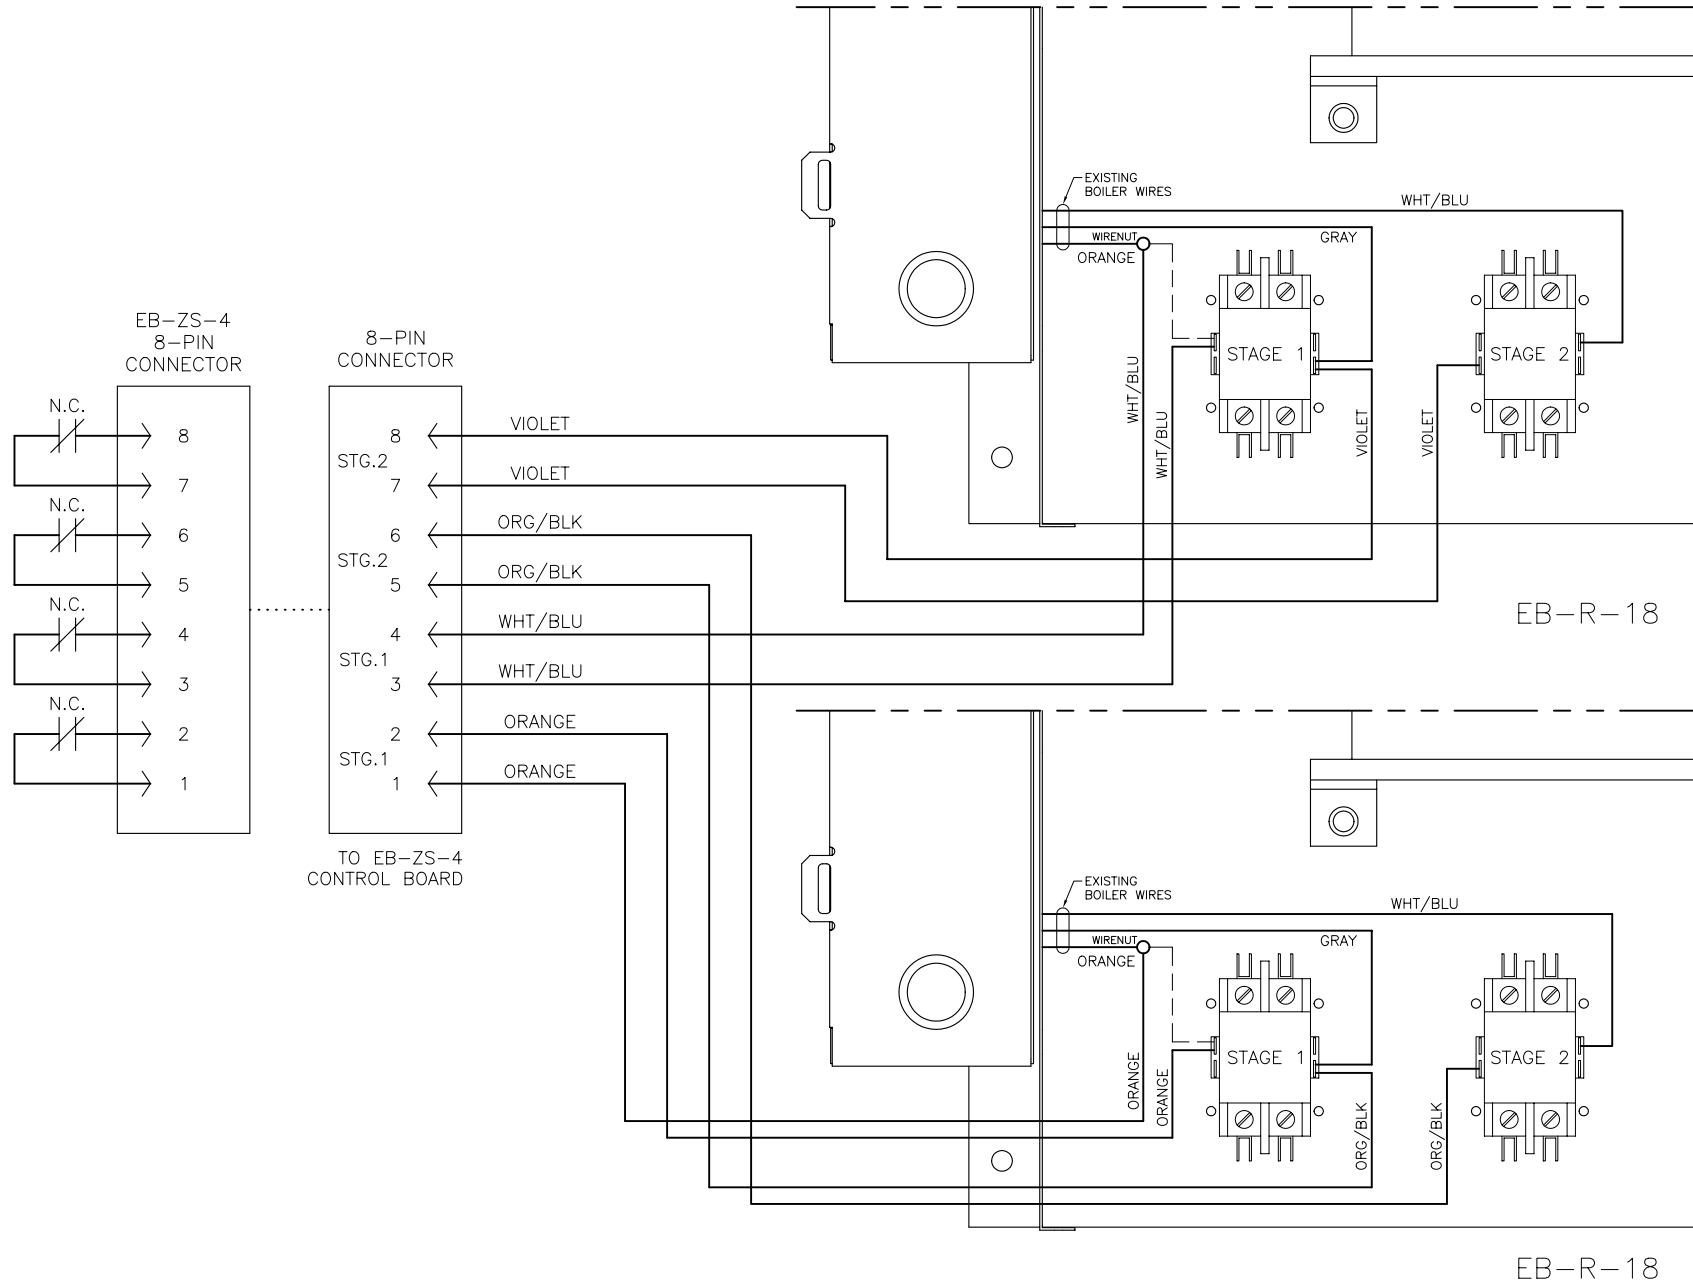 EB-ZS-4
8-PIN
CONNECTOR
8-PIN
CONNECTOR
N.C.
8
7
N.C.
6
5
N.C.
4
3
N.C.
2
1
8
STG.2
7
6
STG.2
5
4
STG.1
3
2
STG.1
1
TO EB-ZS-4
CONTROL BOARD
VIOLET
VIOLET
ORG/BLK
ORG/BLK
WHT/BLU
WHT/BLU
ORANGE
ORANGE
EXISTING
BOILER WIRES
WHT/BLU
GRAY
WIRENUT
ORANGE
STAGE 1
STAGE 2
WHT/BLU
WHT/BLU
VIOLET
VIOLET
EB-R-18
EXISTING
BOILER WIRES
WHT/BLU
GRAY
WIRENUT
ORANGE
STAGE 1
STAGE 2
ORANGE
ORANGE
ORG/BLK
ORG/BLK
EB-R-18